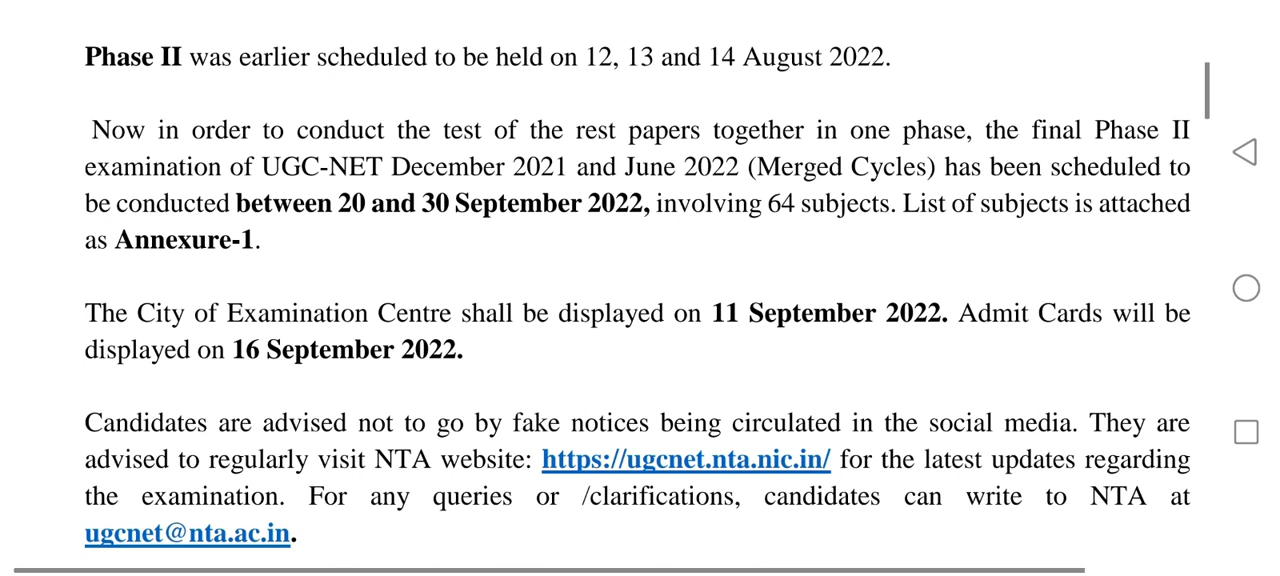 Phase II was earlier scheduled to be held on 12, 13 and 14 August 2022.
Now in order to conduct the test of the rest papers together in one phase, the final Phase II
examination of UGC-NET December 2021 and June 2022 (Merged Cycles) has been scheduled to
be conducted between 20 and 30 September 2022, involving 64 subjects. List of subjects is attached
as Annexure-1.
The City of Examination Centre shall be displayed on 11 September 2022. Admit Cards will be
displayed on 16 September 2022.
Candidates are advised not to go by fake notices being circulated in the social media. They are
advised to regularly visit NTA website: https://ugcnet.nta.nic.in/ for the latest updates regarding
the examination. For any queries or /clarifications, candidates can write to NTA at
ugcnet@nta.ac.in.